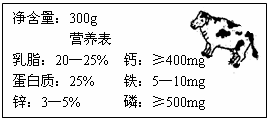 净含量：300g
营养表
乳脂：20—25% 钙：≥400mg
蛋白质：25% 铁：5—10mg
锌：3—5% 磷：≥500mg